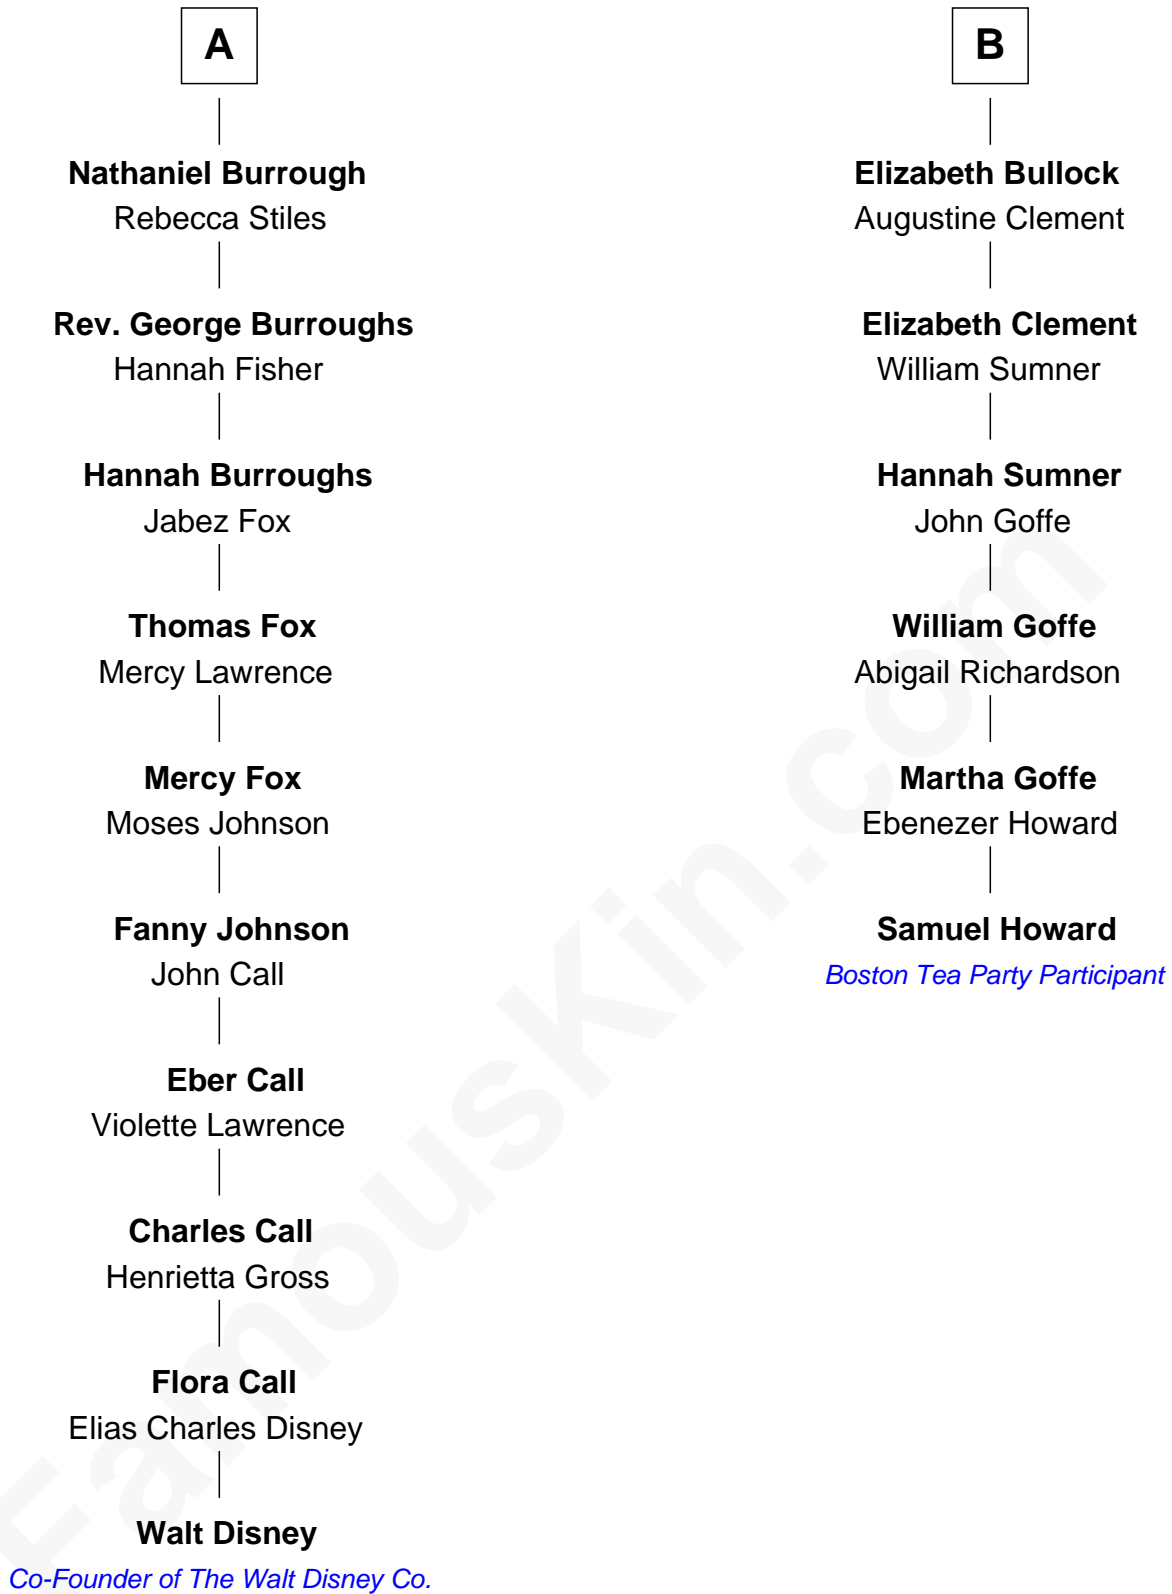 A
Nathaniel Burrough
Rebecca Stiles
Rev. George Burroughs
Hannah Fisher
Hannah Burroughs
Jabez Fox
Thomas Fox
Mercy Lawrence
Mercy Fox
Moses Johnson
Fanny Johnson
John Call
Eber Call
Violette Lawrence
Charles Call
Henrietta Gross
Flora Call
Elias Charles Disney
Walt Disney
Co-Founder of The Walt Disney Co.
B
Elizabeth Bullock
Augustine Clement
Elizabeth Clement
William Sumner
Hannah Sumner
John Goffe
William Goffe
Abigail Richardson
Martha Goffe
Ebenezer Howard
Samuel Howard
Boston Tea Party Participant
FamousKin.com